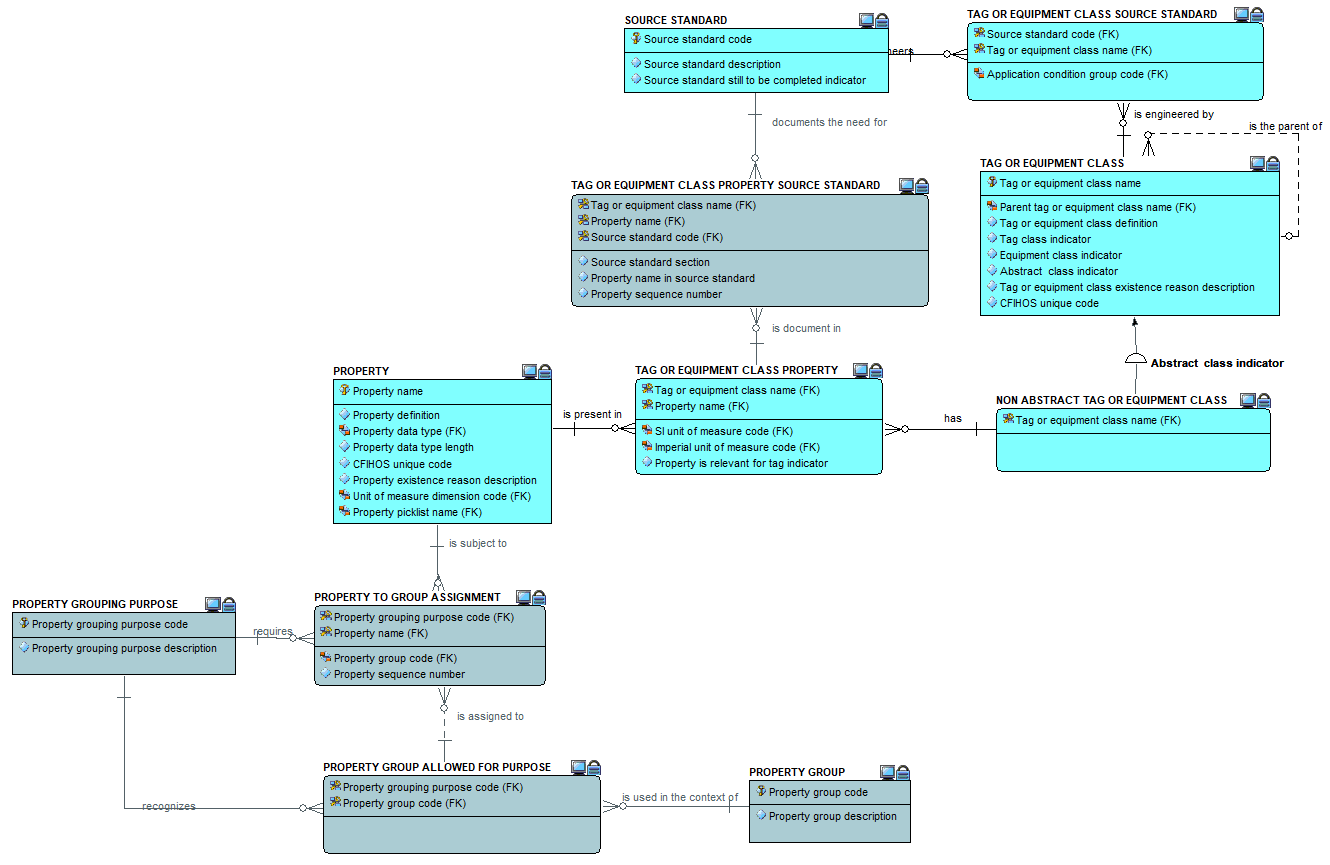 SOURCE STANDARD
Source standard code
Source standard description
Source standard still to be completed indicator
neers
TAG OR EQUIPMENT CLASS SOURCE STANDARD
Source standard code (FK)
Tag or equipment class name (FK)
Application condition group code (FK)
documents the need for
is engineered by
is the parent of
TAG OR EQUIPMENT CLASS
Tag or equipment class name
Parent tag or equipment class name (FK)
Tag or equipment class definition
Tag class indicator
Equipment class indicator
Abstract class indicator
Tag or equipment class existence reason description
CFIHOS unique code
TAG OR EQUIPMENT CLASS PROPERTY SOURCE STANDARD
Tag or equipment class name (FK)
Property name (FK)
Source standard code (FK)
Source standard section
Property name in source standard
Property sequence number
is document in
Abstract class indicator
PROPERTY
Property name
Property definition
Property data type (FK)
Property data type length
CFIHOS unique code
Property existence reason description
Unit of measure dimension code (FK)
Property picklist name (FK)
is present in
TAG OR EQUIPMENT CLASS PROPERTY
Tag or equipment class name (FK)
Property name (FK)
SI unit of measure code (FK)
Imperial unit of measure code (FK)
Property is relevant for tag indicator
has
NON ABSTRACT TAG OR EQUIPMENT CLASS
Tag or equipment class name (FK)
is subject to
PROPERTY GROUPING PURPOSE
Property grouping purpose code
Property grouping purpose description
requires
PROPERTY TO GROUP ASSIGNMENT
Property grouping purpose code (FK)
Property name (FK)
Property group code (FK)
Property sequence number
is assigned to
recognizes
PROPERTY GROUP ALLOWED FOR PURPOSE
Property grouping purpose code (FK)
Property group code (FK)
is used in the context of
PROPERTY GROUP
Property group code
Property group description